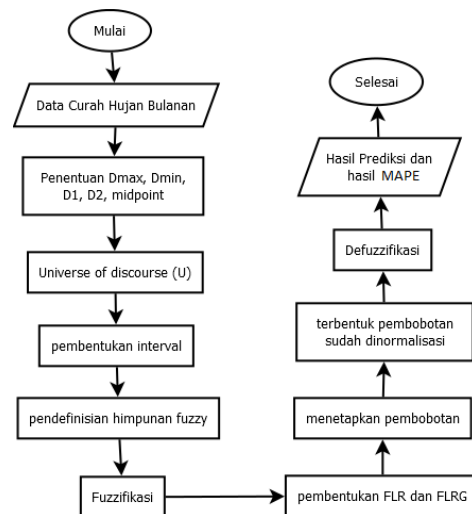 Mulai
Data Curah Hujan Bulanan
Penentuan Dmax, Dmin,
D1, D2, midpoint
Universe of discourse (U)
pembentukan interval
pendefinisian himpunan fuzzy
Fuzzifikasi
pembentukan FLR dan FLRG
menetapkan pembobotan
terbentuk pembobotan
sudah dinormalisasi
Defuzzifikasi
Hasil Prediksi dan
hasil MAPE
Selesai